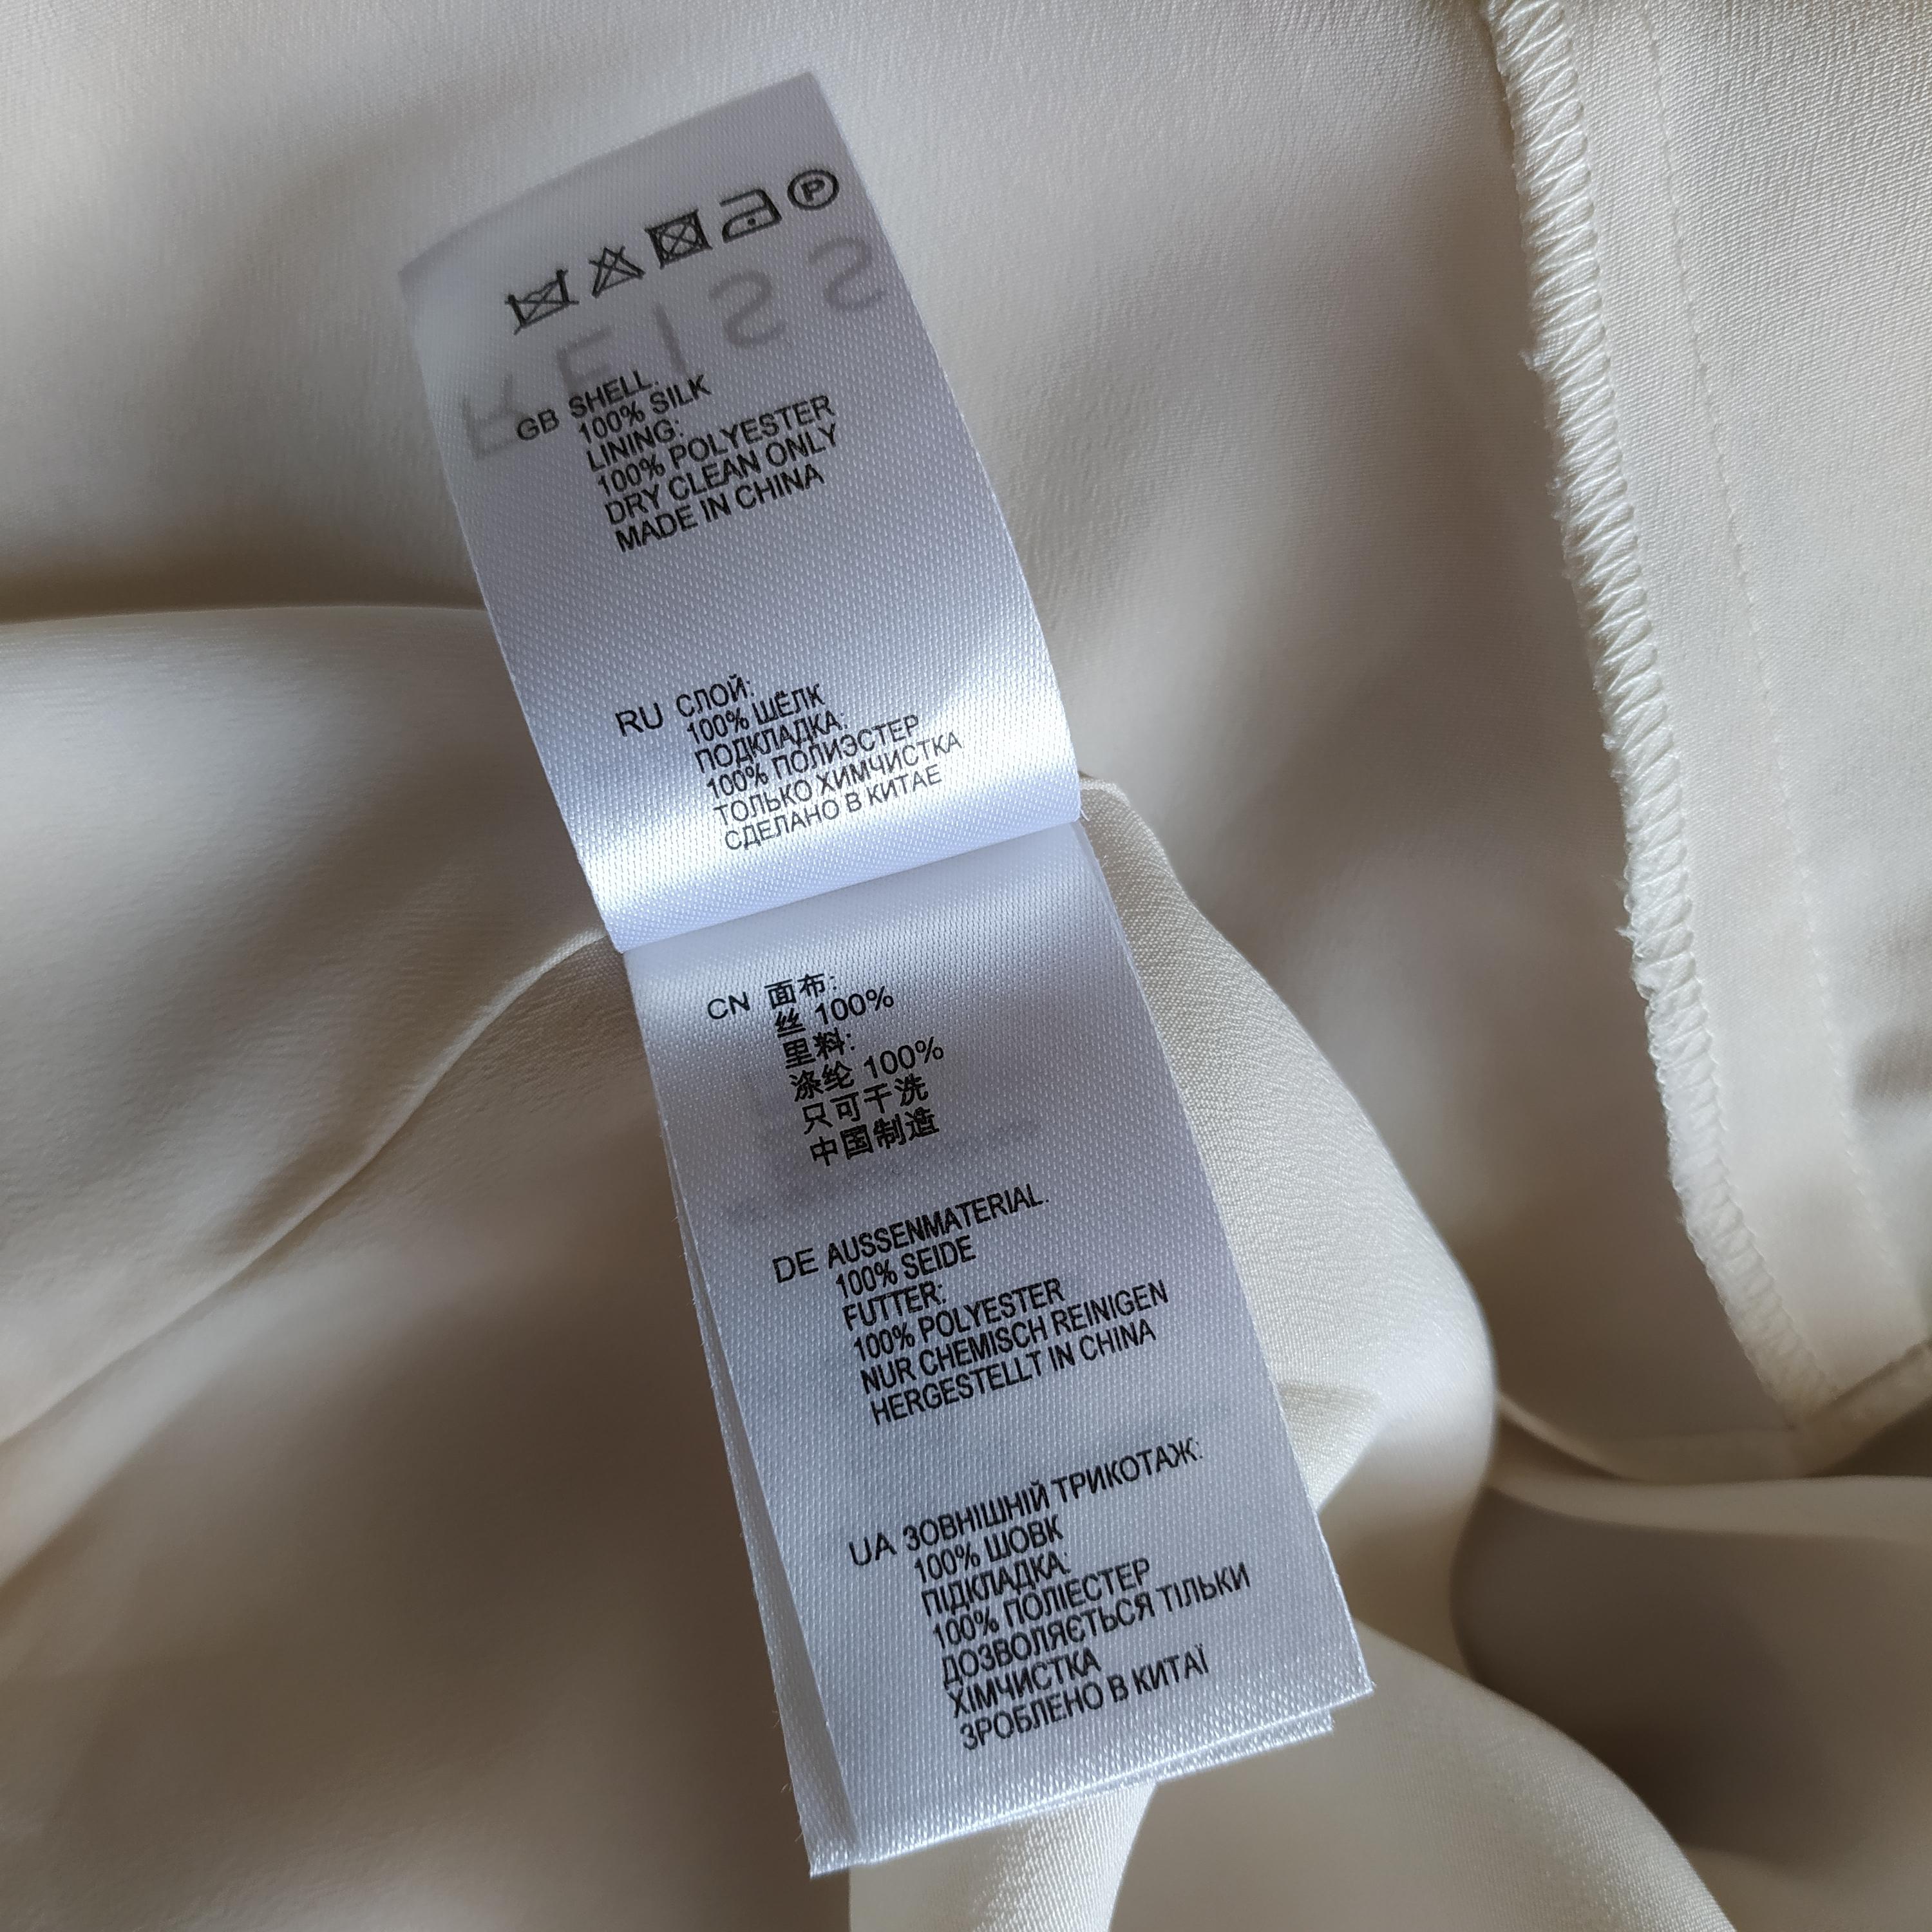 P
REISS
GB SHELL:
100% SILK
LINING:
100% POLYESTER
DRY CLEAN ONLY
MADE IN CHINA
RU СЛОЙ:
100% ШЁЛК
ПОДКЛАДКА:
100% ПОЛИЭСТЕР
ТОЛЬКО ХИМЧИСТКА
СДЕЛАНО В КИТАЕ
CN 面布:
丝 100%
里料:
涤纶 100%
只可干洗
中国制造
DE AUSSENMATERIAL:
100% SEIDE
FUTTER:
100% POLYESTER
NUR CHEMISCH REINIGEN
HERGESTELLT IN CHINA
UA ЗОВНІШНІЙ ТРИКОТАЖ:
100% ШОВК
ПІДКЛАДКА:
100% ПОЛІЕСТЕР
ДОЗВОЛЯЄТЬСЯ ТІЛЬКИ
ХІМЧИСТКА
ЗРОБЛЕНО В КИТАЇ